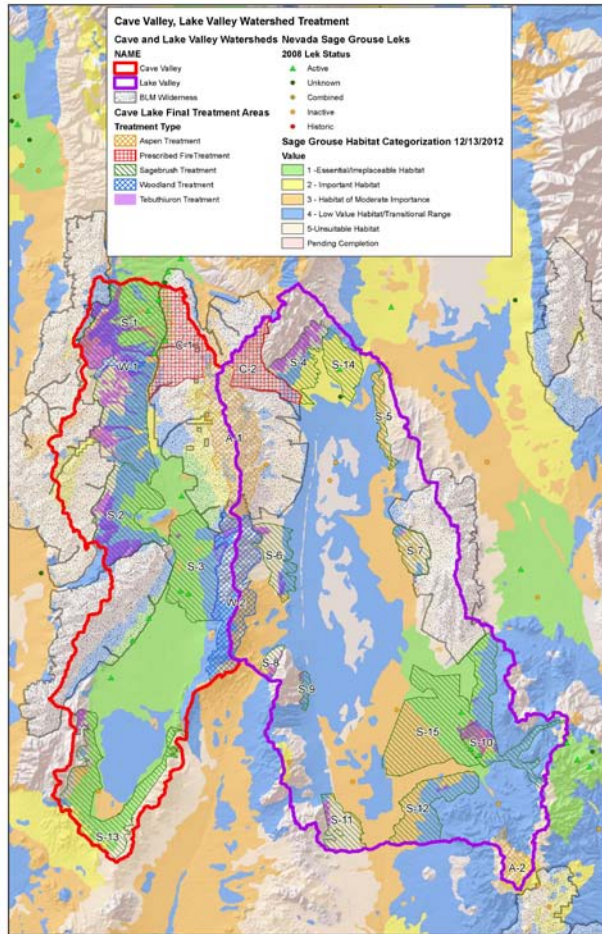 Cave Valley, Lake Valley Watershed Treatment
Cave and Lake Valley Watersheds
NAME
Cave Valley
Lake Valley
BLM Wilderness
Cave Lake Final Treatment Areas
Treatment Type
Aspen Treatment
Prescribed FireTreatment
Sagebrush Treatment
Woodland Treatment
Tebuthiuron Treatment
Nevada Sage Grouse Leks
2008 Lek Status
Active
Unknown
Combined
Inactive
Historic
Sage Grouse Habitat Categorization 12/13/2012
Value
1 -Essential/Irreplaceable Habitat
2 - Important Habitat
3 - Habitat of Moderate Importance
4 - Low Value Habitat/Transitional Range
5-Unsuitable Habitat
Pending Completion
S-1
C-1
W-1
C-2
S-4
S-14
S-5
A-1
S-2
S-3
S-6
S-7
W-2
S-8
S-9
S-15
S-10
S-11
S-12
S-13
A-2